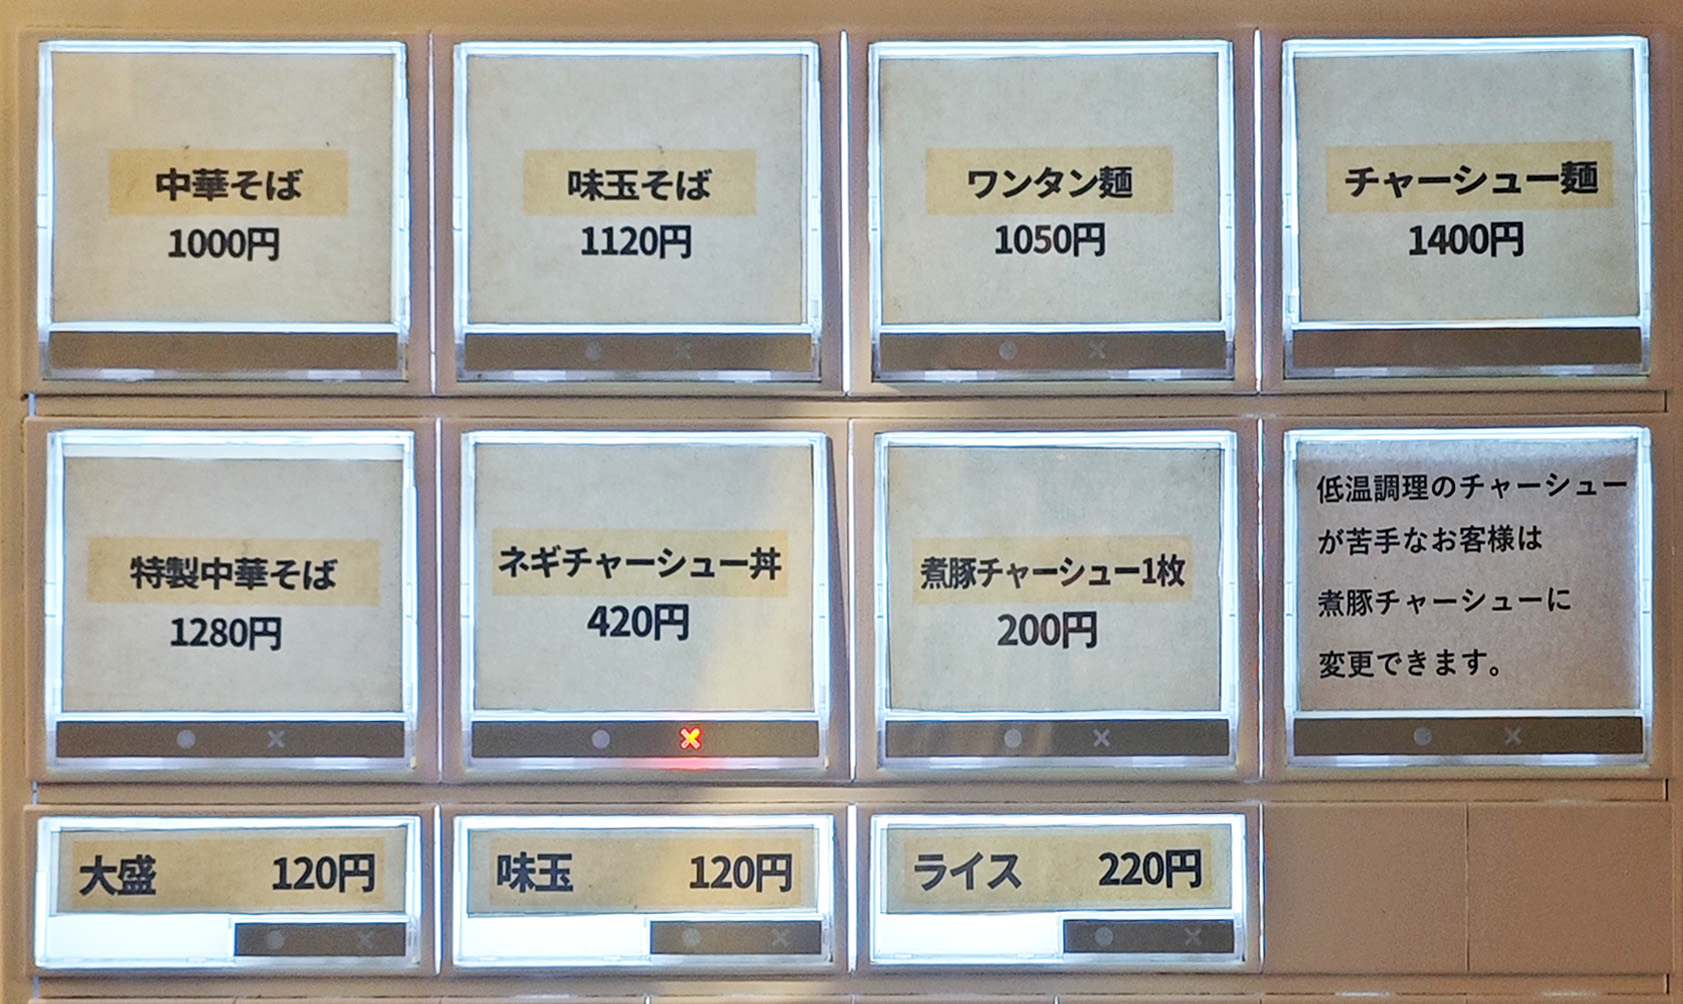 中華そば
1000円
味玉そば
1120円
ワンタン麺
1050円
チャーシュー麺
1400円
特製中華そば
1280円
ネギチャーシュー丼
420円
煮豚チャーシュー1枚
200円
低温調理のチャーシュー
が苦手なお客様は
煮豚チャーシューに
変更できます。
大盛 120円
味玉 120円
ライス 220円